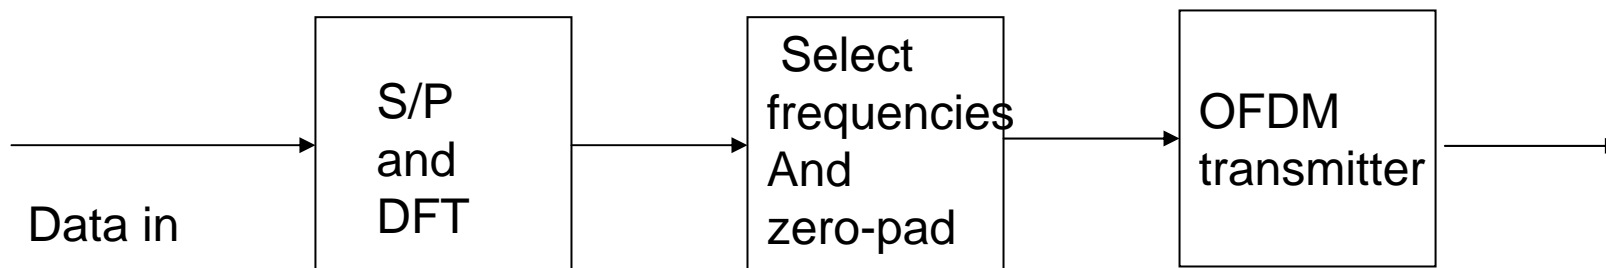 Data in
S/P
and
DFT
Select
frequencies
And
zero-pad
OFDM
transmitter